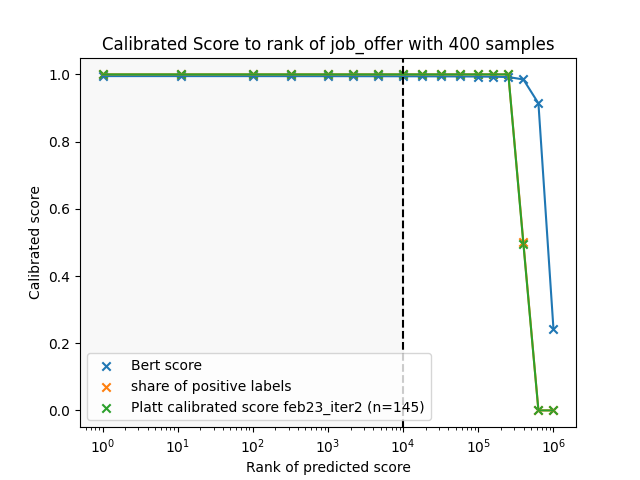 Calibrated Score to rank of job_offer with 400 samples
1.0
0.8
0.6
0.4
0.2
0.0
Calibrated score
Bert score
share of positive labels
Platt calibrated score feb23_iter2 (n=145)
10⁰ 10¹ 10² 10³ 10⁴ 10⁵ 10⁶
Rank of predicted score